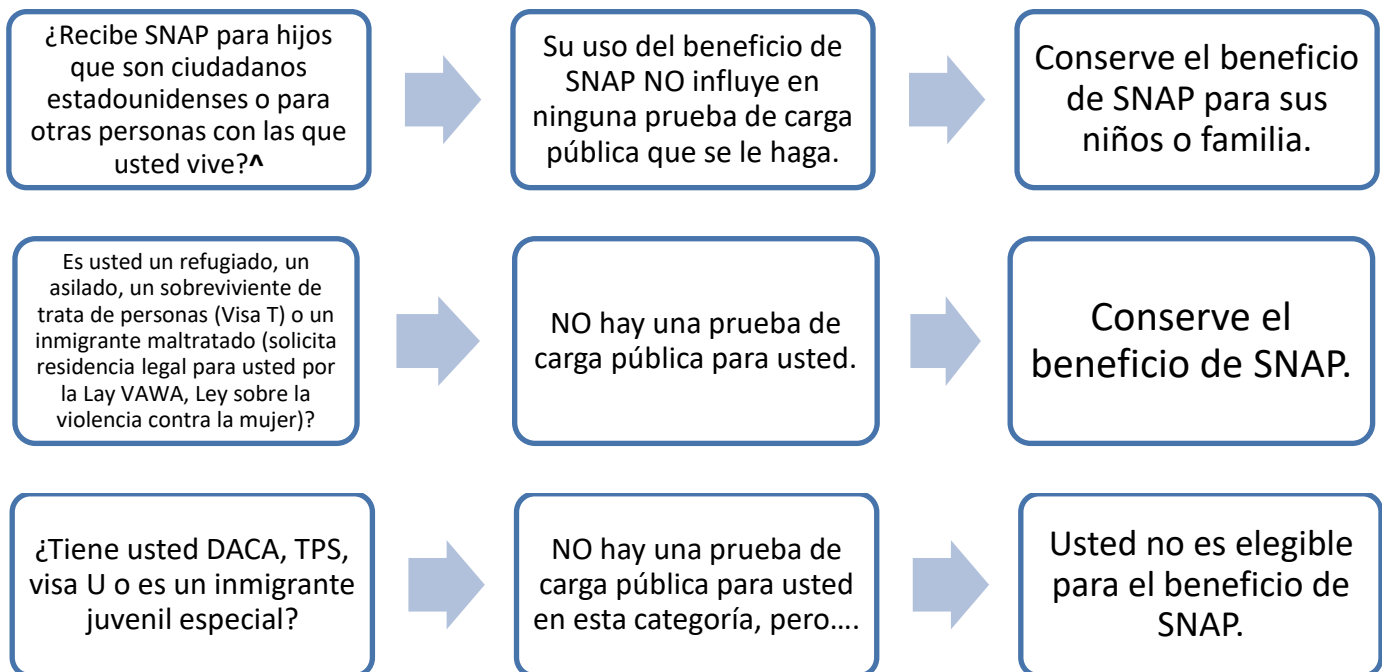 ¿Recibe SNAP para hijos
que son ciudadanos
estadounidenses o para
otras personas con las que
usted vive?^
Su uso del beneficio de
SNAP NO influye en
ninguna prueba de carga
pública que se le haga.
Conserve el beneficio
de SNAP para sus
niños o familia.
Es usted un refugiado, un
asilado, un sobreviviente de
trata de personas (Visa T) o un
inmigrante maltratado (solicita
residencia legal para usted por
la Lay VAWA, Ley sobre la
violencia contra la mujer)?
NO hay una prueba de
carga pública para usted.
Conserve el
beneficio de SNAP.
¿Tiene usted DACA, TPS,
visa U o es un inmigrante
juvenil especial?
NO hay una prueba de
carga pública para usted
en esta categoría, pero....
Usted no es elegible
para el beneficio de
SNAP.